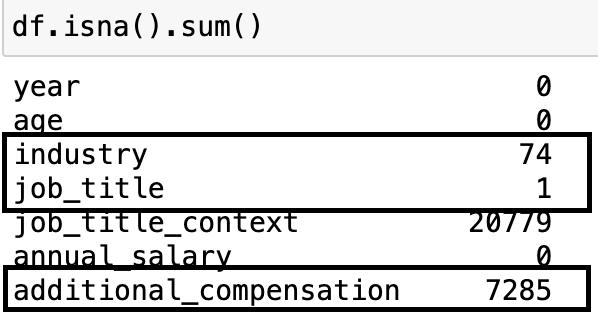 df.isna().sum()
year 0
age 0
industry 74
job_title 1
job_title_context 20779
annual_salary 0
additional_compensation 7285